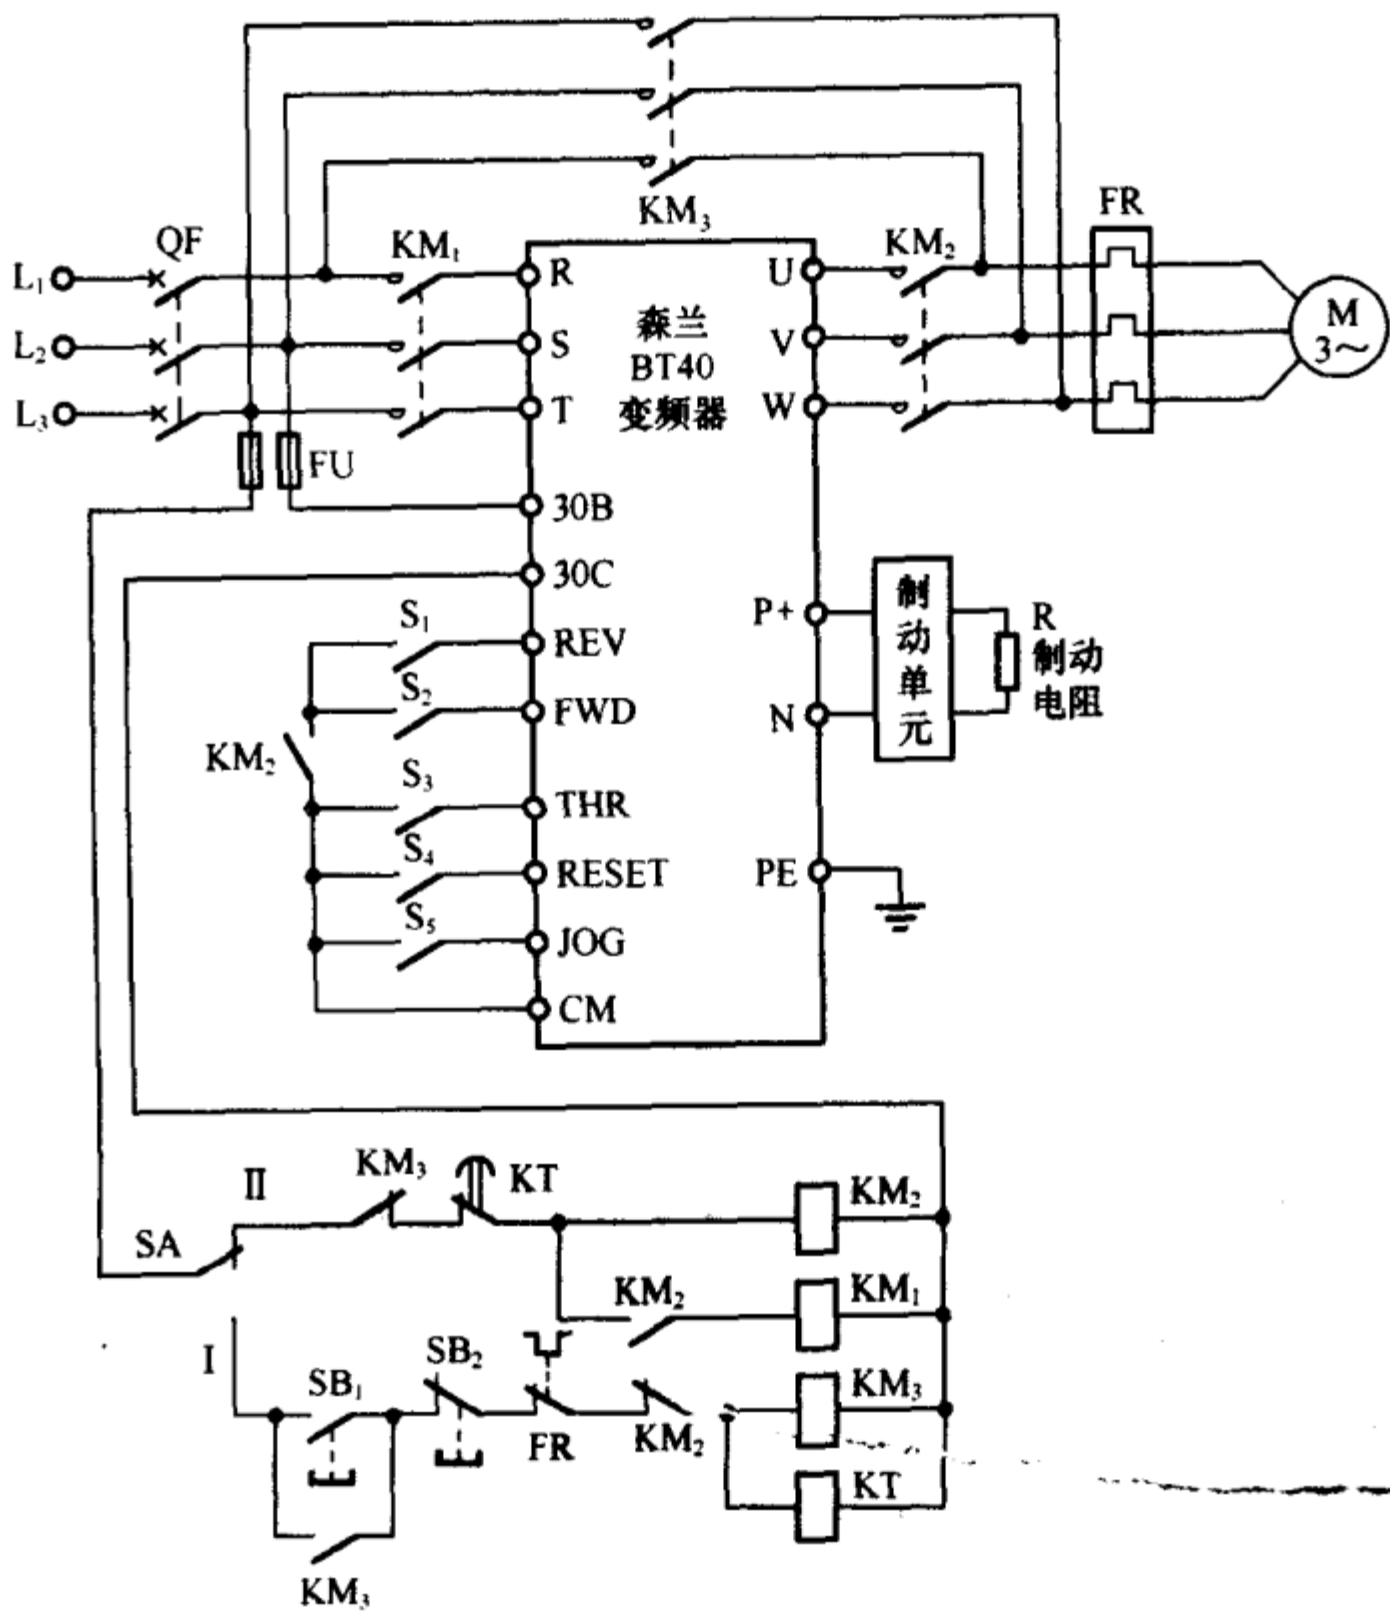 KM₃
FR
QF
KM₁
KM₂
L₁
R
U
M
3~
L₂
S
森兰
BT40
变频器
V
L₃
T
W
FU
30B
30C
S₁
REV
P+
制动单元
R
制动
电阻
S₂
FWD
N
KM₂
S₃
THR
S₄
RESET
PE
S₅
JOG
CM
II
KM₃
KT
KM₂
SA
KM₂
KM₁
I
SB₁
SB₂
FR
KM₂
KM₃
KT
KM₃